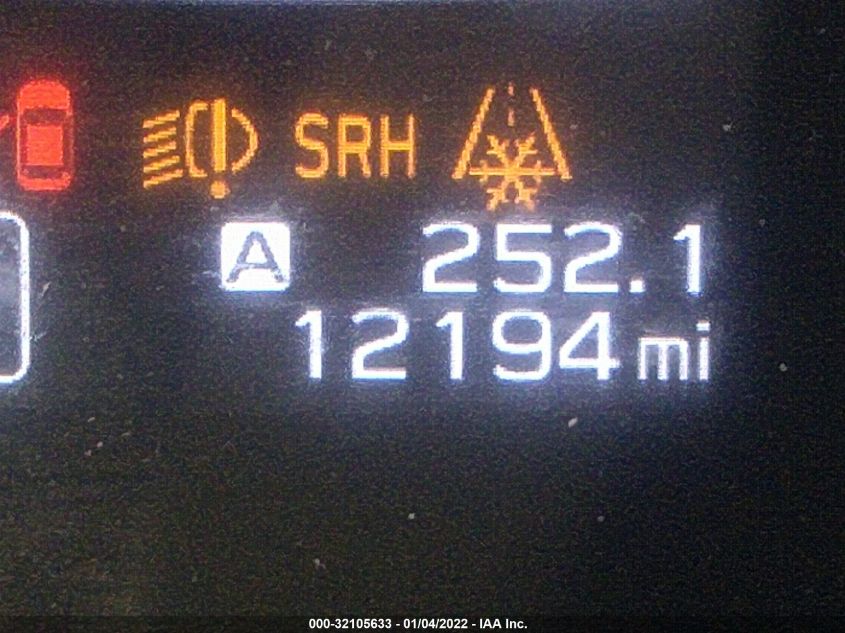 SRH
A 252.1
12194 mi
000-32105633 - 01/04/2022 - IAA Inc.